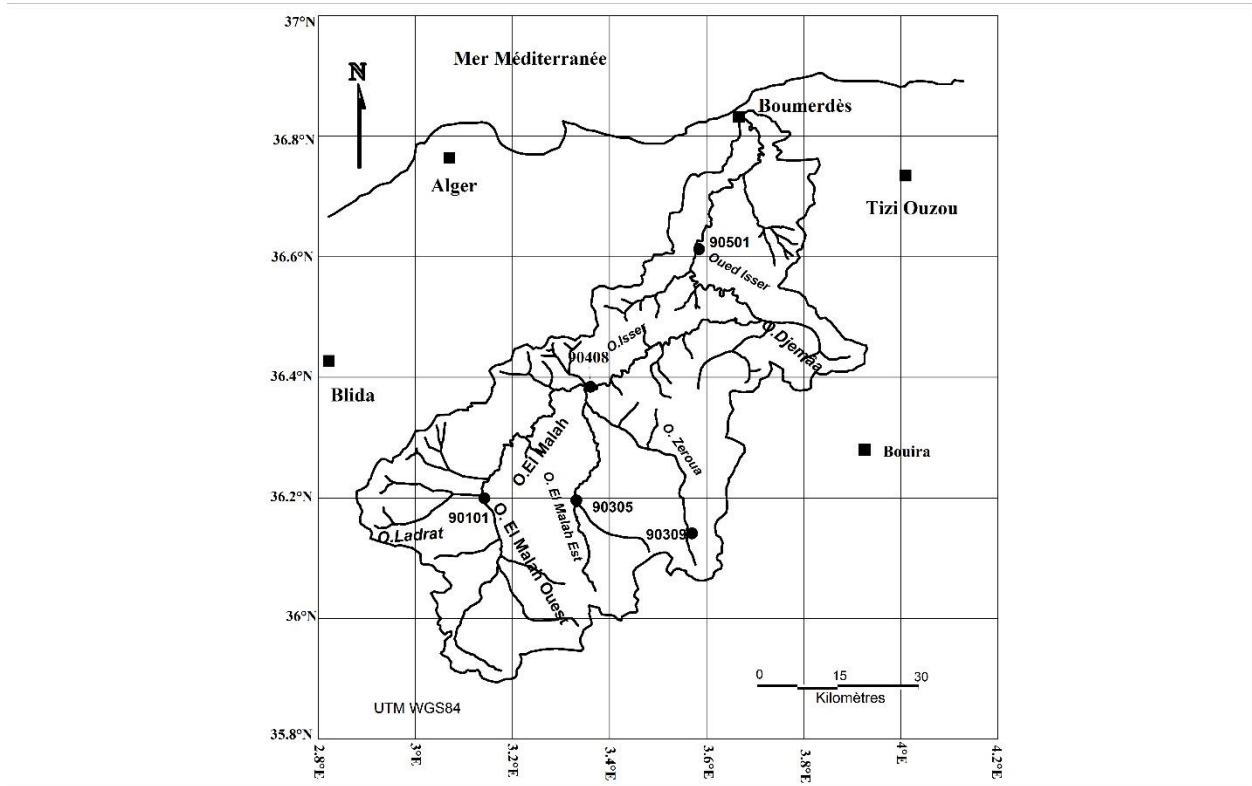 37°N
Mer Méditerranée
N
Boumerdès
36.8°N
Alger
Tizi Ouzou
90501
36.6°N
Oued Isser
O.Isser
O.Djemâa
90408
36.4°N
Blida
O.El Malah
O. Zeroua
Bouira
36.2°N
90101
O. El Malah Est
90305
O.Ladrat
O. El Malah Ouest
90309
36°N
0 15 30
Kilomètres
UTM WGS84
35.8°N
2.8°E 3°E 3.2°E 3.4°E 3.6°E 3.8°E 4°E 4.2°E